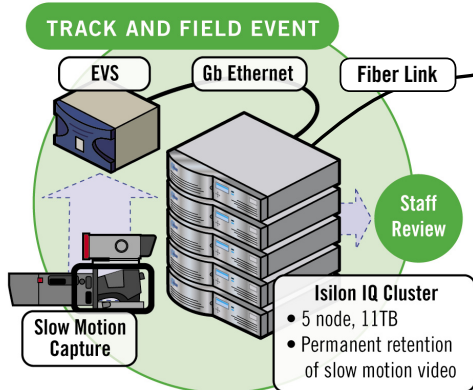 TRACK AND FIELD EVENT
EVS
Gb Ethernet
Fiber Link
Staff
Review
Slow Motion
Capture
Isilon IQ Cluster
• 5 node, 11TB
• Permanent retention
of slow motion video